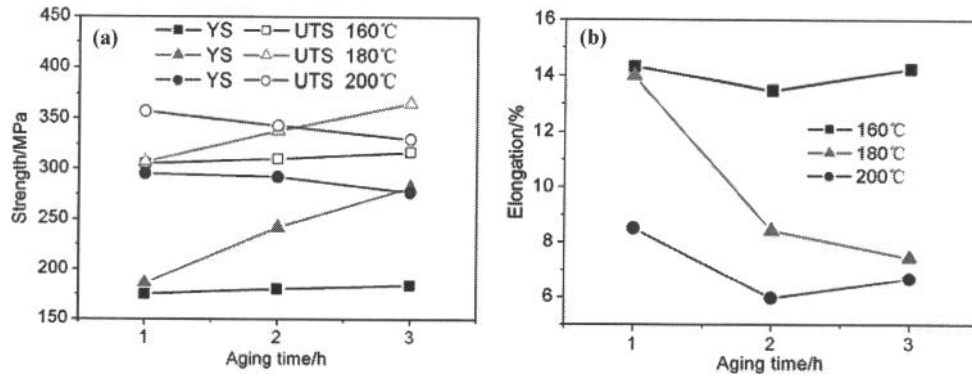 (a)
YS UTS 160℃
YS UTS 180℃
YS UTS 200℃
450
400
350
300
250
200
150
Strength/MPa
1 2 3
Aging time/h
(b)
160℃
180℃
200℃
16
14
12
10
8
6
Elongation/%
1 2 3
Aging time/h